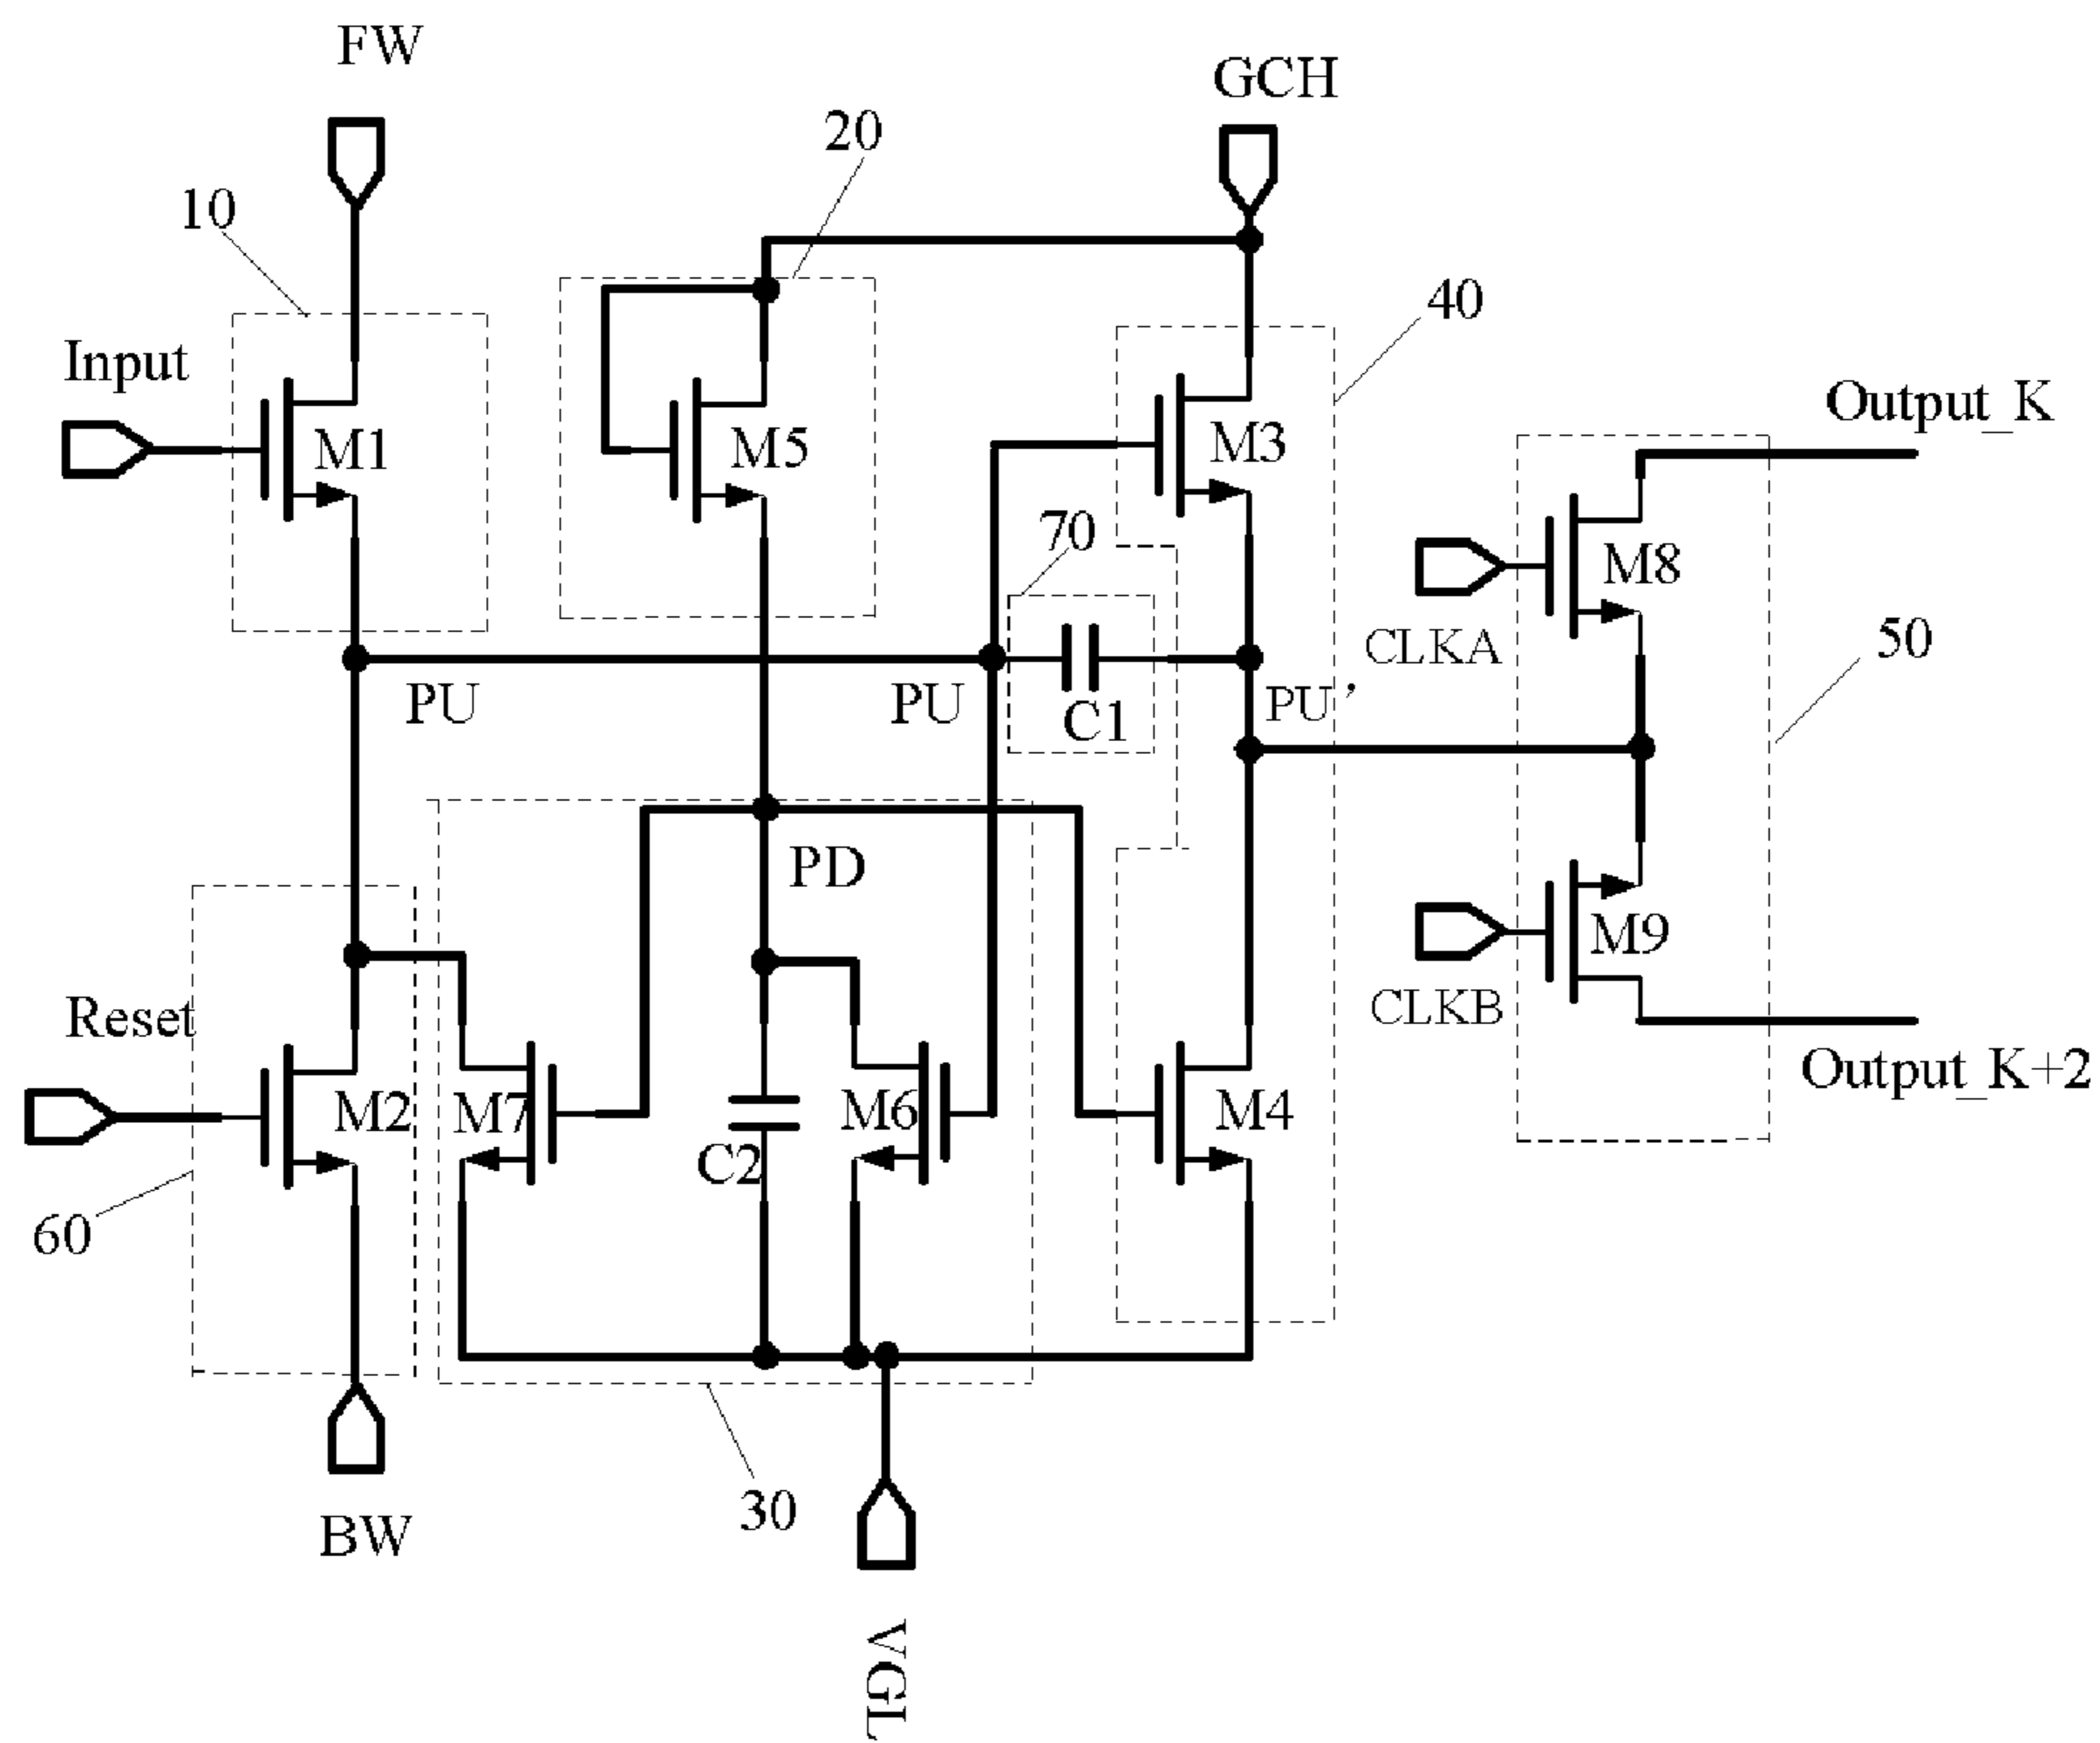 FW
GCH
20
10
40
Input
Output_K
M1
M5
M3
70
M8
CLKA
50
PU
PU
C1
PU’
PD
M9
CLKB
Reset
Output_K+2
M2
M7
M6
M4
C2
60
30
BW
VGL